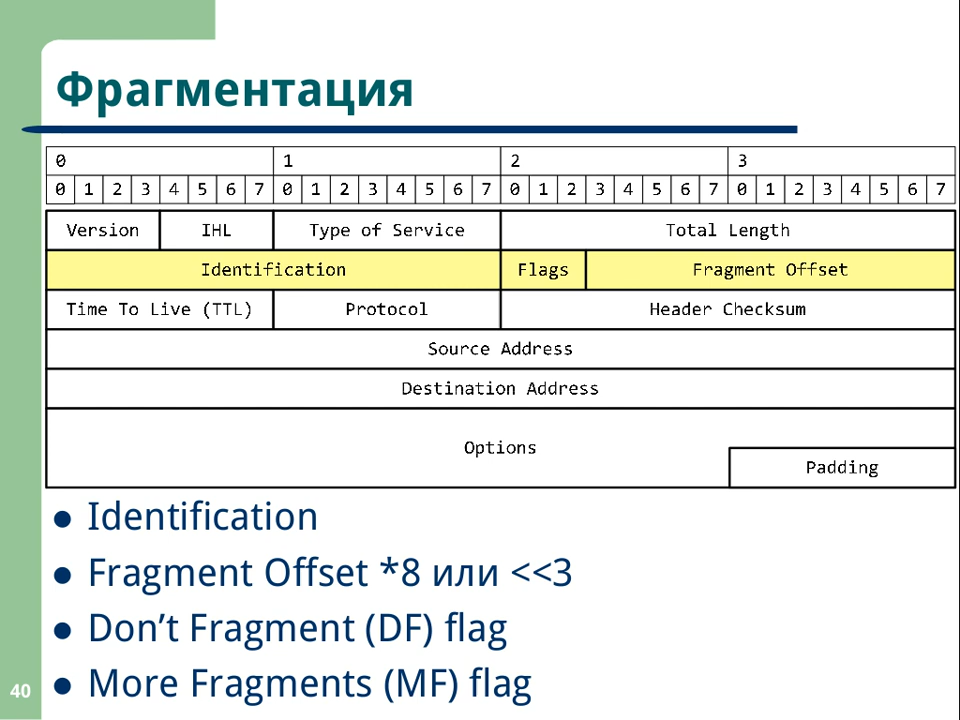 Фрагментация
0 1 2 3
0 1 2 3 4 5 6 7 0 1 2 3 4 5 6 7 0 1 2 3 4 5 6 7 0 1 2 3 4 5 6 7
Version IHL Type of Service Total Length
Identification Flags Fragment Offset
Time To Live (TTL) Protocol Header Checksum
Source Address
Destination Address
Options
Padding
● Identification
● Fragment Offset *8 или <<3
● Don’t Fragment (DF) flag
● More Fragments (MF) flag
40